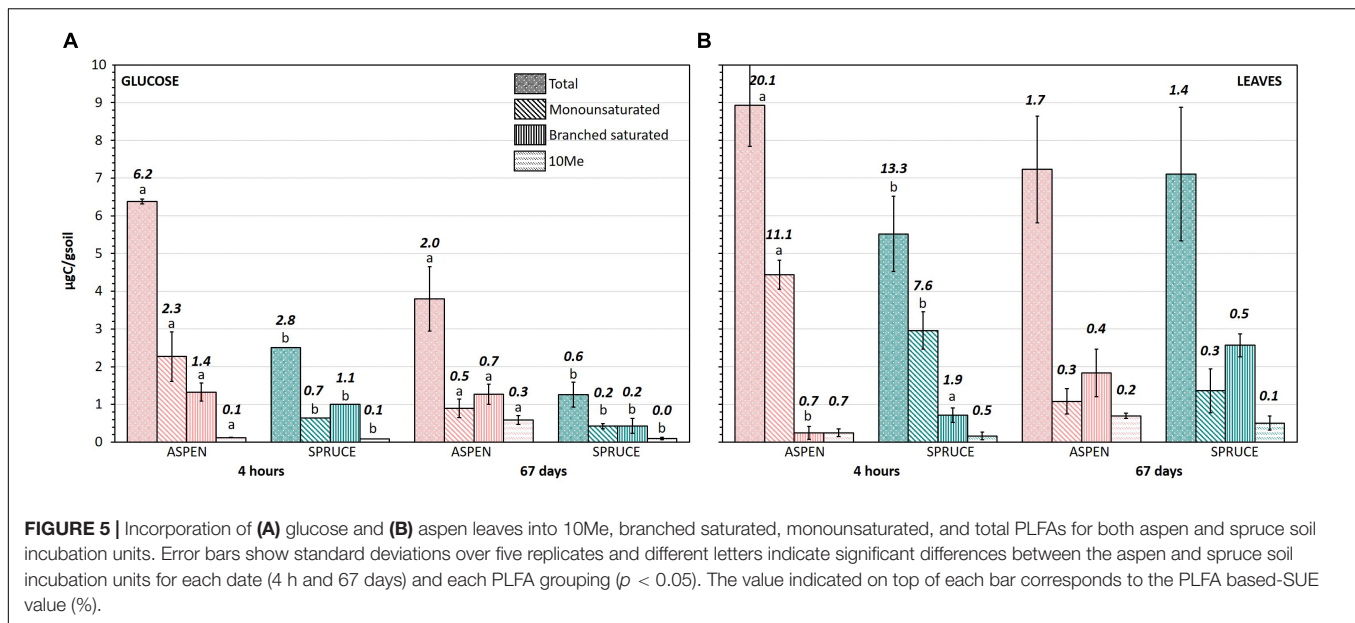 A
B
GLUCOSE
LEAVES
Total
Monounsaturated
Branched saturated
10Me
µgC/gsoil
10
9
8
7
6
5
4
3
2
1
0
6.2
a
2.3
a
1.4
a
0.1
a
2.8
b
0.7
b
1.1
b
0.1
b
2.0
a
0.5
a
0.7
a
0.3
a
0.6
b
0.2
b
0.2
b
0.0
b
20.1
a
11.1
a
0.7
b
0.7
13.3
b
7.6
b
1.9
a
0.5
1.7
0.3
0.4
0.2
1.4
0.3
0.5
0.1
ASPEN SPRUCE ASPEN SPRUCE
4 hours 67 days
ASPEN SPRUCE ASPEN SPRUCE
4 hours 67 days
FIGURE 5 | Incorporation of (A) glucose and (B) aspen leaves into 10Me, branched saturated, monounsaturated, and total PLFAs for both aspen and spruce soil
incubation units. Error bars show standard deviations over five replicates and different letters indicate significant differences between the aspen and spruce soil
incubation units for each date (4 h and 67 days) and each PLFA grouping (p < 0.05). The value indicated on top of each bar corresponds to the PLFA based-SUE
value (%).